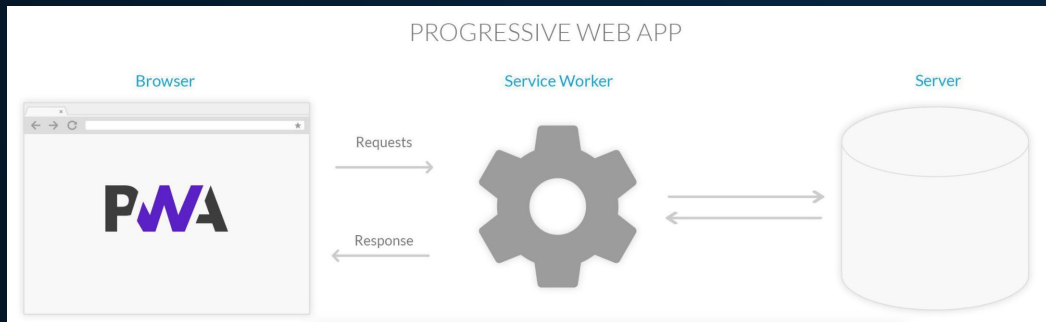 PROGRESSIVE WEB APP
Browser
Service Worker
Server
Requests
PWA
Response